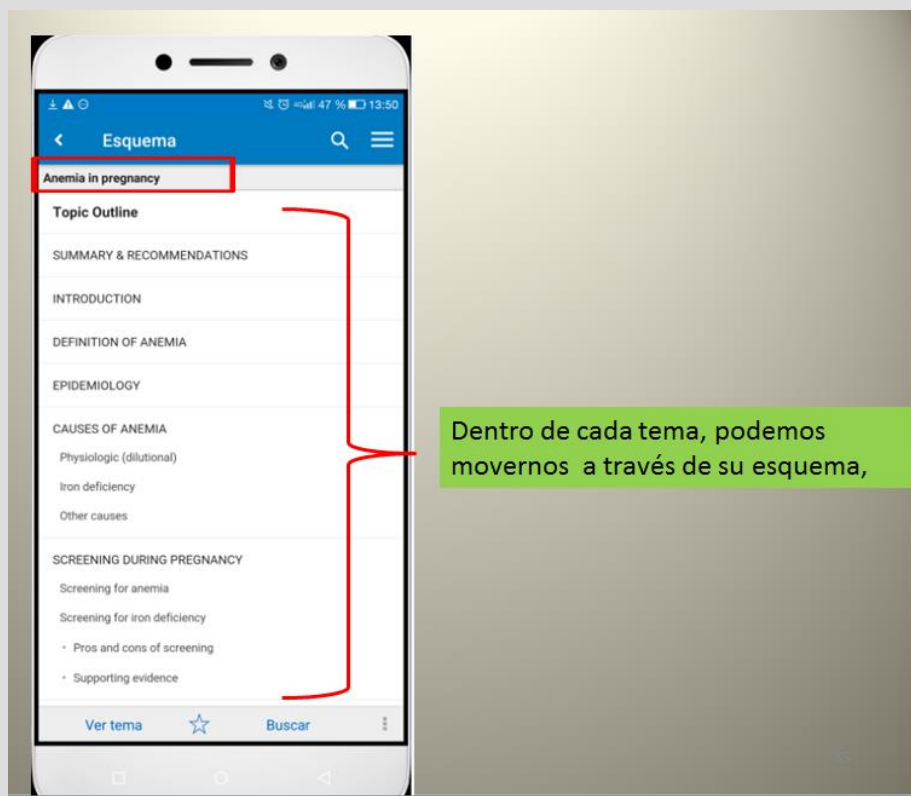 47 % 13:50
Esquema
Anemia in pregnancy
Topic Outline
SUMMARY & RECOMMENDATIONS
INTRODUCTION
DEFINITION OF ANEMIA
EPIDEMIOLOGY
CAUSES OF ANEMIA
Physiologic (dilutional)
Iron deficiency
Other causes
SCREENING DURING PREGNANCY
Screening for anemia
Screening for iron deficiency
• Pros and cons of screening
• Supporting evidence
Ver tema Buscar
Dentro de cada tema, podemos
movernos a través de su esquema,